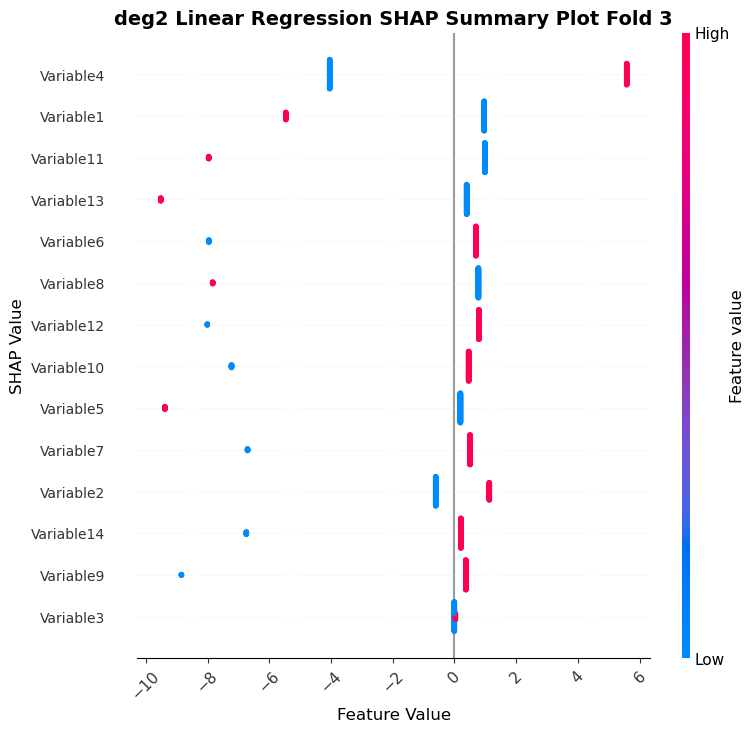 deg2 Linear Regression SHAP Summary Plot Fold 3
High
Variable4
Variable1
Variable11
Variable13
Variable6
Variable8
Variable12
Variable10
Variable5
Variable7
Variable2
Variable14
Variable9
Variable3
SHAP Value
Feature value
Low
−10 −8 −6 −4 −2 0 2 4 6
Feature Value